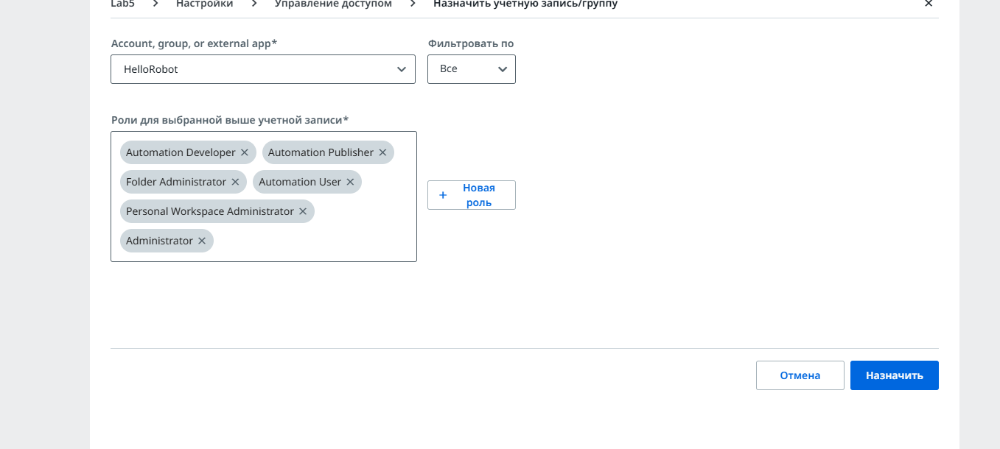 Lab5 > Настройки > Управление доступом > Назначить учетную запись/группу
Account, group, or external app*
Фильтровать по
HelloRobot
Все
Роли для выбранной выше учетной записи*
Automation Developer
Automation Publisher
Folder Administrator
Automation User
Personal Workspace Administrator
Administrator
+ Новая
роль
Отмена
Назначить